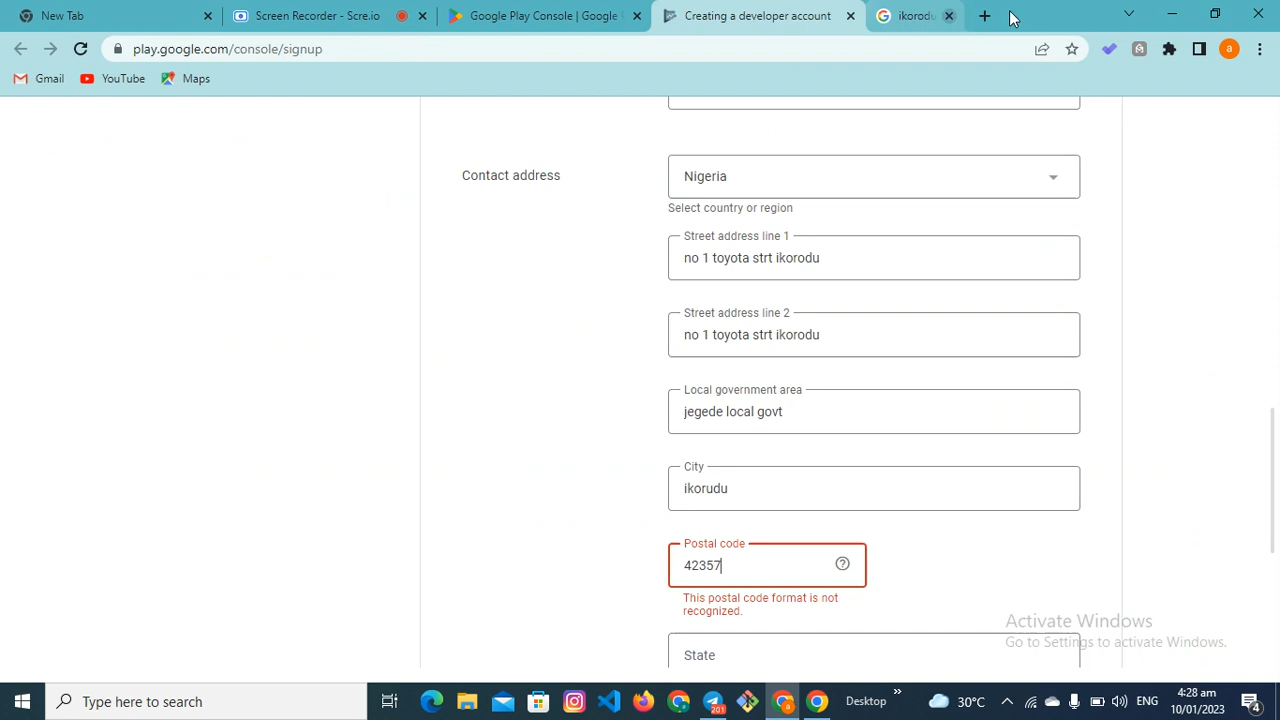 New Tab
Screen Recorder - Scre.io
Google Play Console | Google
Creating a developer account
ikorodu
play.google.com/console/signup
a
Gmail
YouTube
Maps
Contact address
Nigeria
Select country or region
Street address line 1
no 1 toyota strt ikorodu
Street address line 2
no 1 toyota strt ikorodu
Local government area
jegede local govt
City
ikorudu
Postal code
42357
This postal code format is not
recognized.
State
Activate Windows
Go to Settings to activate Windows.
Type here to search
201
Desktop
30°C
ENG
4:28 am
10/01/2023
4